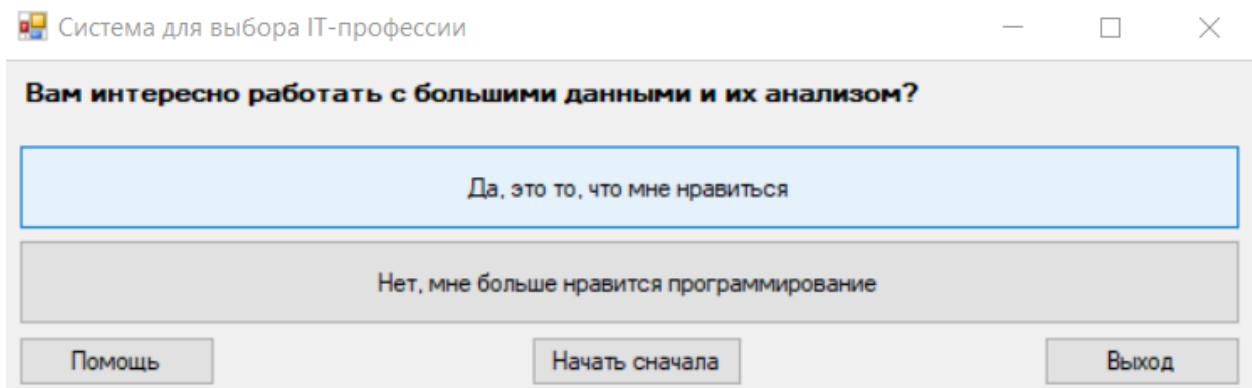 Система для выбора IT-профессии
Вам интересно работать с большими данными и их анализом?
Да, это то, что мне нравиться
Нет, мне больше нравится программирование
Помощь
Начать сначала
Выход